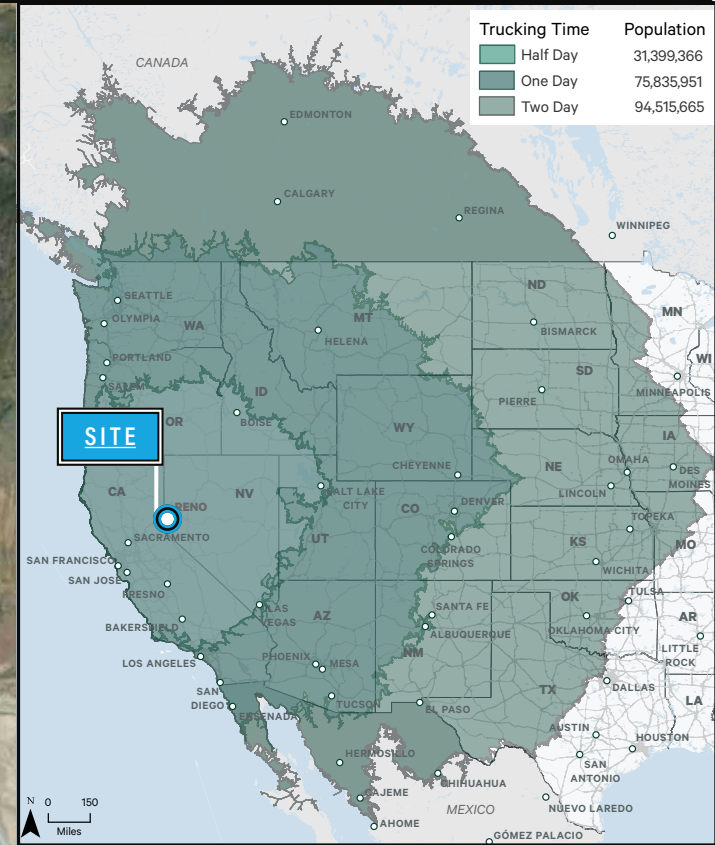 Trucking Time Population
Half Day 31,399,366
One Day 75,835,951
Two Day 94,515,665
CANADA
EDMONTON
CALGARY
REGINA
WINNIPEG
SEATTLE
OLYMPIA
WA
PORTLAND
SALEM
MT
HELENA
ND
BISMARCK
MN
WI
MINNEAPOLIS
SD
PIERRE
ID
BOISE
OR
SITE
WY
CHEYENNE
NE
OMAHA
LINCOLN
IA
DES
MOINES
CA
RENO
NV
SACRAMENTO
SALT LAKE
CITY
UT
CO
DENVER
COLORADO
SPRINGS
TOPEKA
KS
MO
WICHITA
SAN FRANCISCO
SAN JOSE
FRESNO
BAKERSFIELD
LAS
VEGAS
LOS ANGELES
AZ
PHOENIX
MESA
TUCSON
SANTA FE
ALBUQUERQUE
NM
OK
TULSA
OKLAHOMA CITY
AR
LITTLE
ROCK
SAN
DIEGO
ENSENADA
EL PASO
TX
DALLAS
LA
AUSTIN
HOUSTON
SAN
ANTONIO
HERMOSILLO
CHIHUAHUA
CAJEME
AHOME
MEXICO
NUEVO LAREDO
GÓMEZ PALACIO
N
0 150
Miles